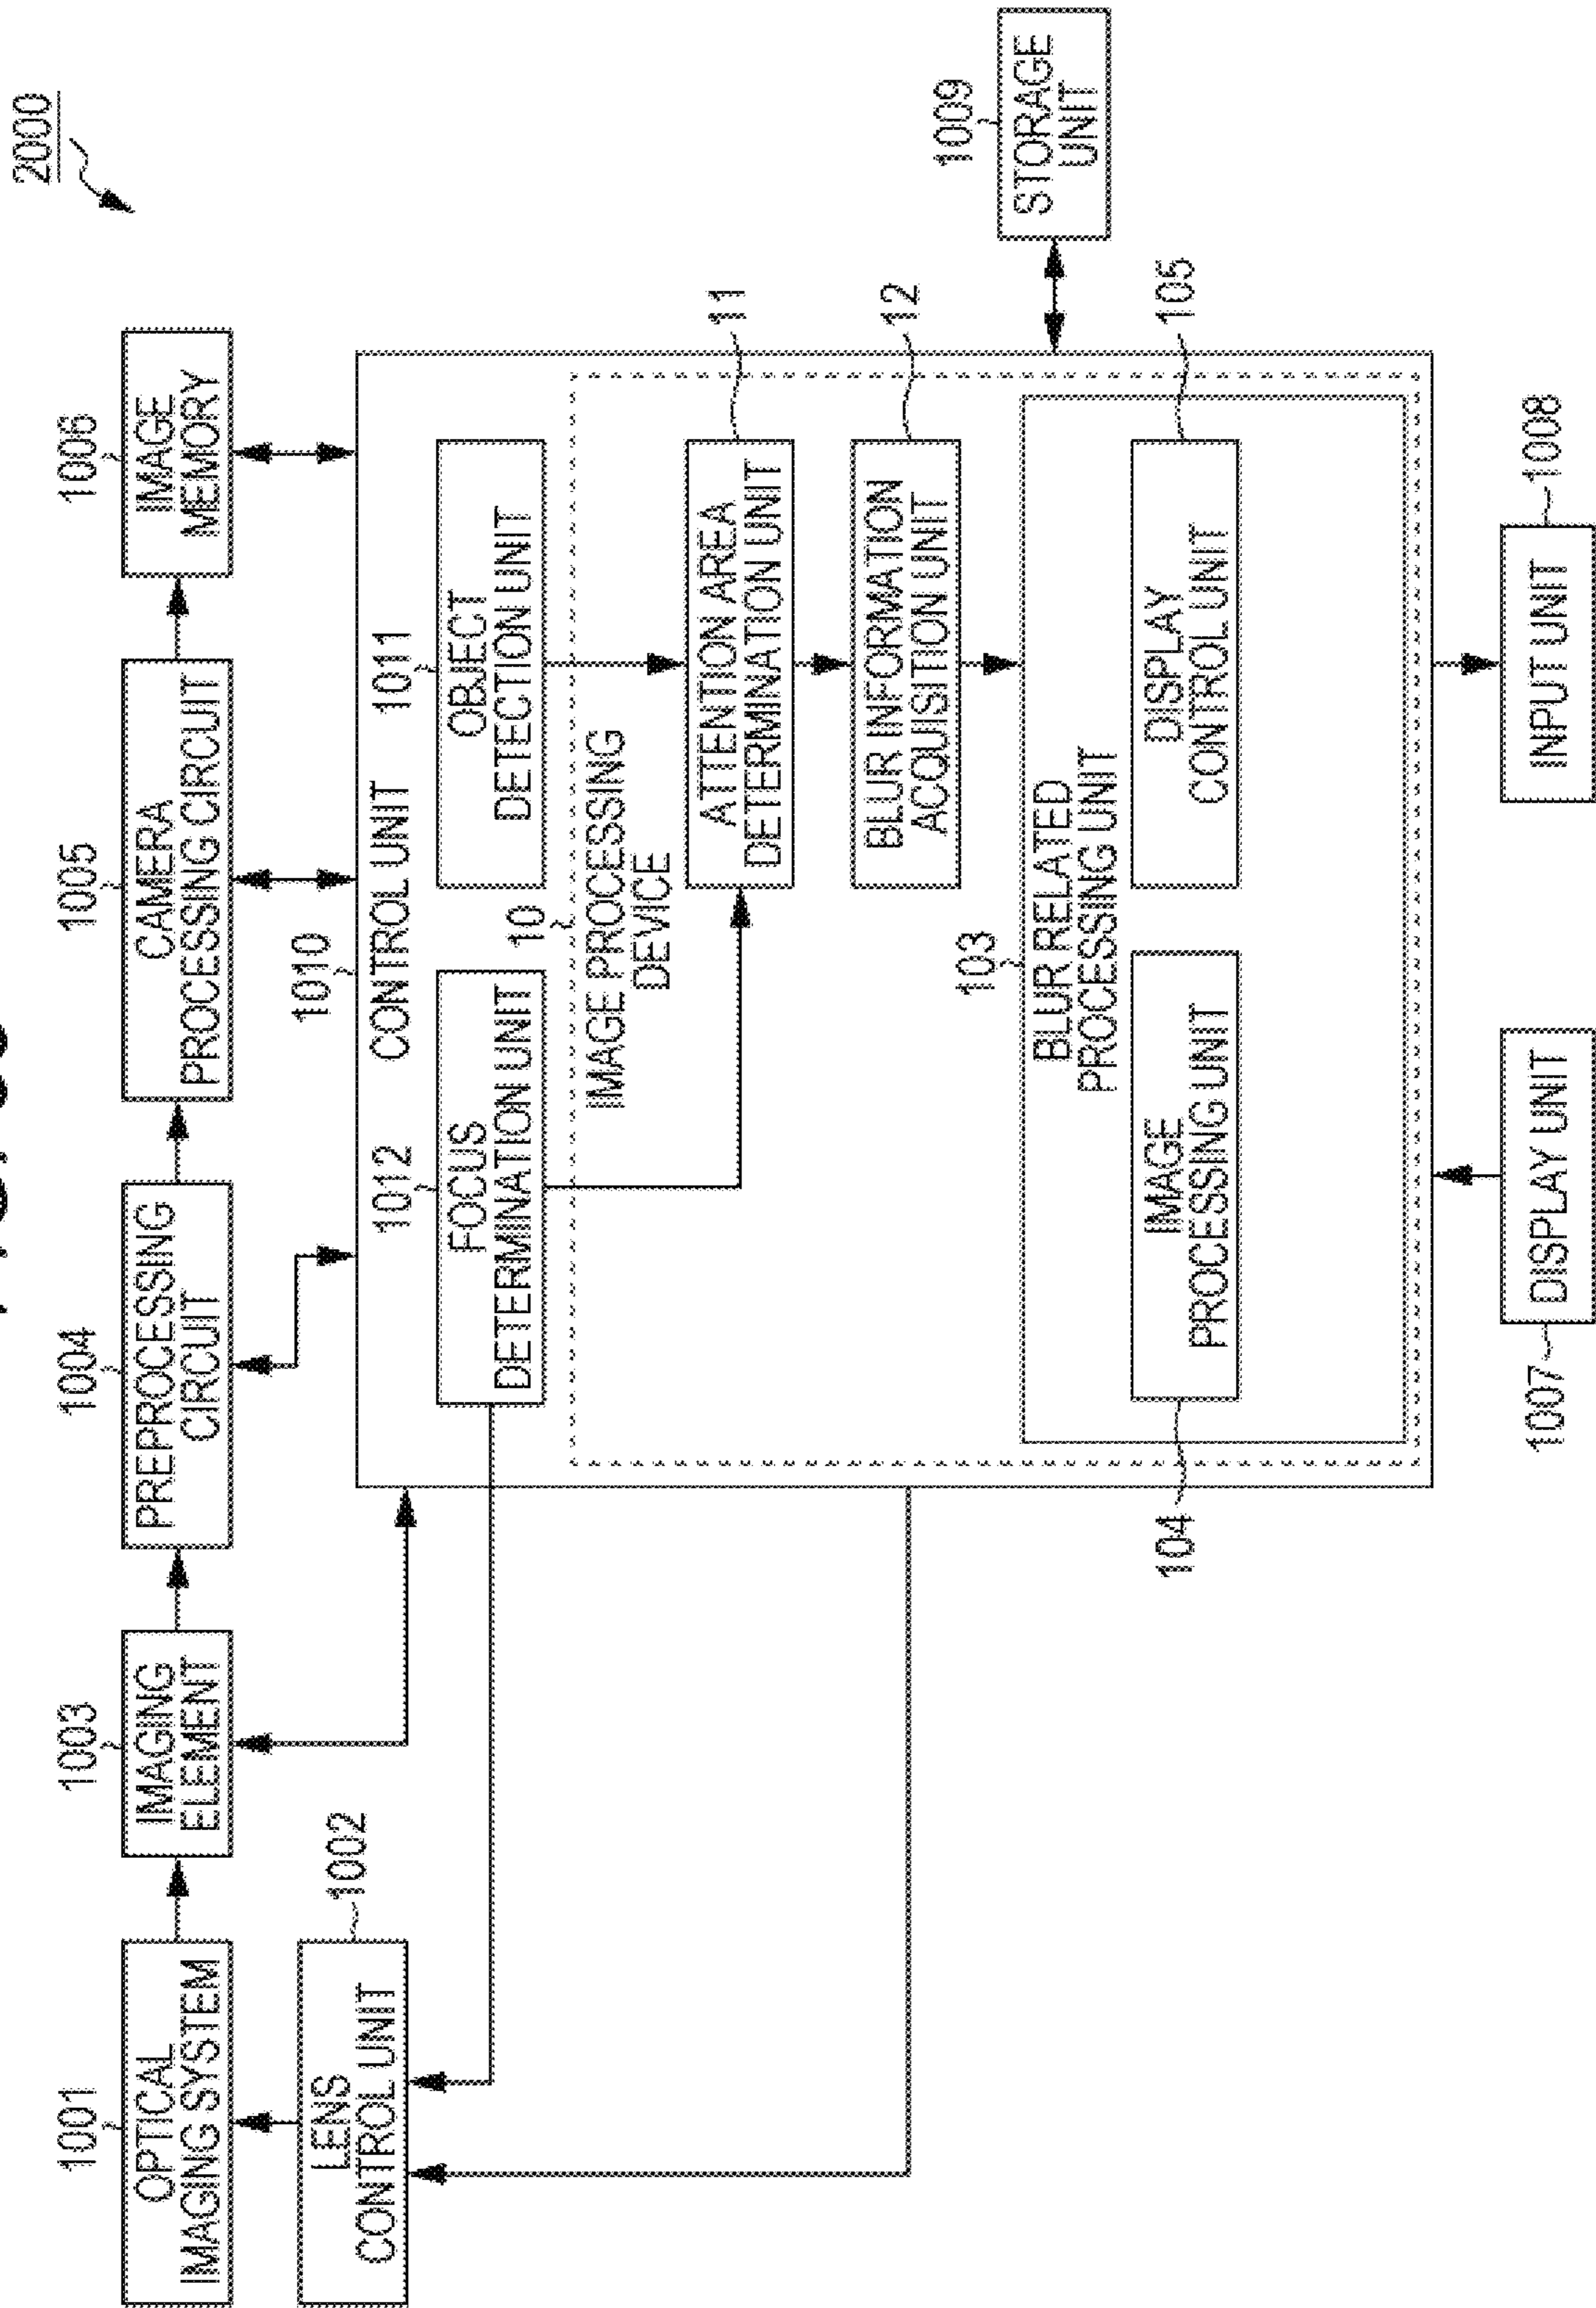 2000
1001
OPTICAL
IMAGING SYSTEM
1003
IMAGING
ELEMENT
1004
PREPROCESSING
CIRCUIT
1005
CAMERA
PROCESSING CIRCUIT
1006
IMAGE
MEMORY
LENS
CONTROL UNIT
1002
1010
CONTROL UNIT
1012
FOCUS
DETERMINATION UNIT
1011
OBJECT
DETECTION UNIT
10
IMAGE PROCESSING
DEVICE
ATTENTION AREA
DETERMINATION UNIT
11
BLUR INFORMATION
ACQUISITION UNIT
12
103
BLUR RELATED
PROCESSING UNIT
104
IMAGE
PROCESSING UNIT
DISPLAY
CONTROL UNIT
105
1009
STORAGE
UNIT
1007
DISPLAY UNIT
INPUT UNIT
1008